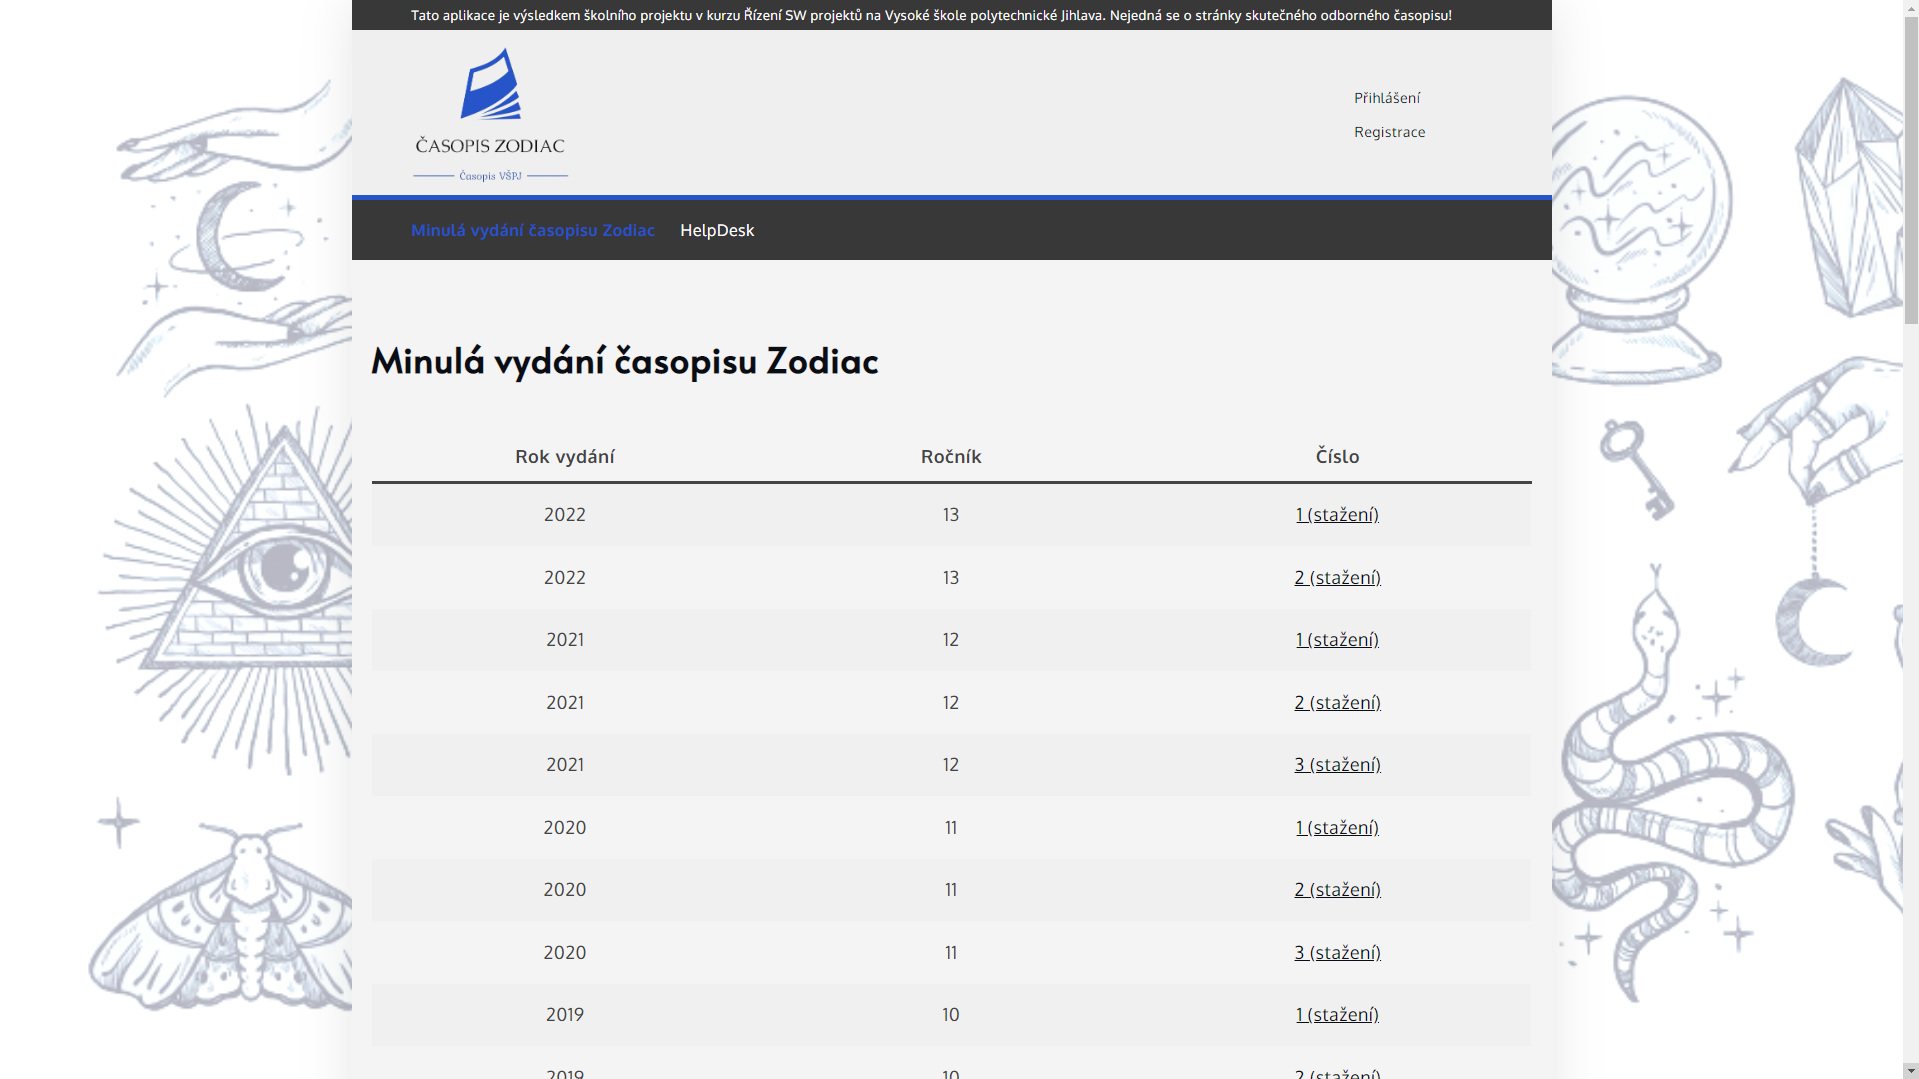 Tato aplikace je výsledkem školního projektu v kurzu Řízení SW projektů na Vysoké škole polytechnické Jihlava. Nejedná se o stránky skutečného odborného časopisu!
ČASOPIS ZODIAC
Časopis VŠPJ
Přihlášení
Registrace
Minulá vydání časopisu Zodiac HelpDesk
Minulá vydání časopisu Zodiac
Rok vydání Ročník Číslo
2022 13 1 (stažení)
2022 13 2 (stažení)
2021 12 1 (stažení)
2021 12 2 (stažení)
2021 12 3 (stažení)
2020 11 1 (stažení)
2020 11 2 (stažení)
2020 11 3 (stažení)
2019 10 1 (stažení)
2019 10 2 (stažení)